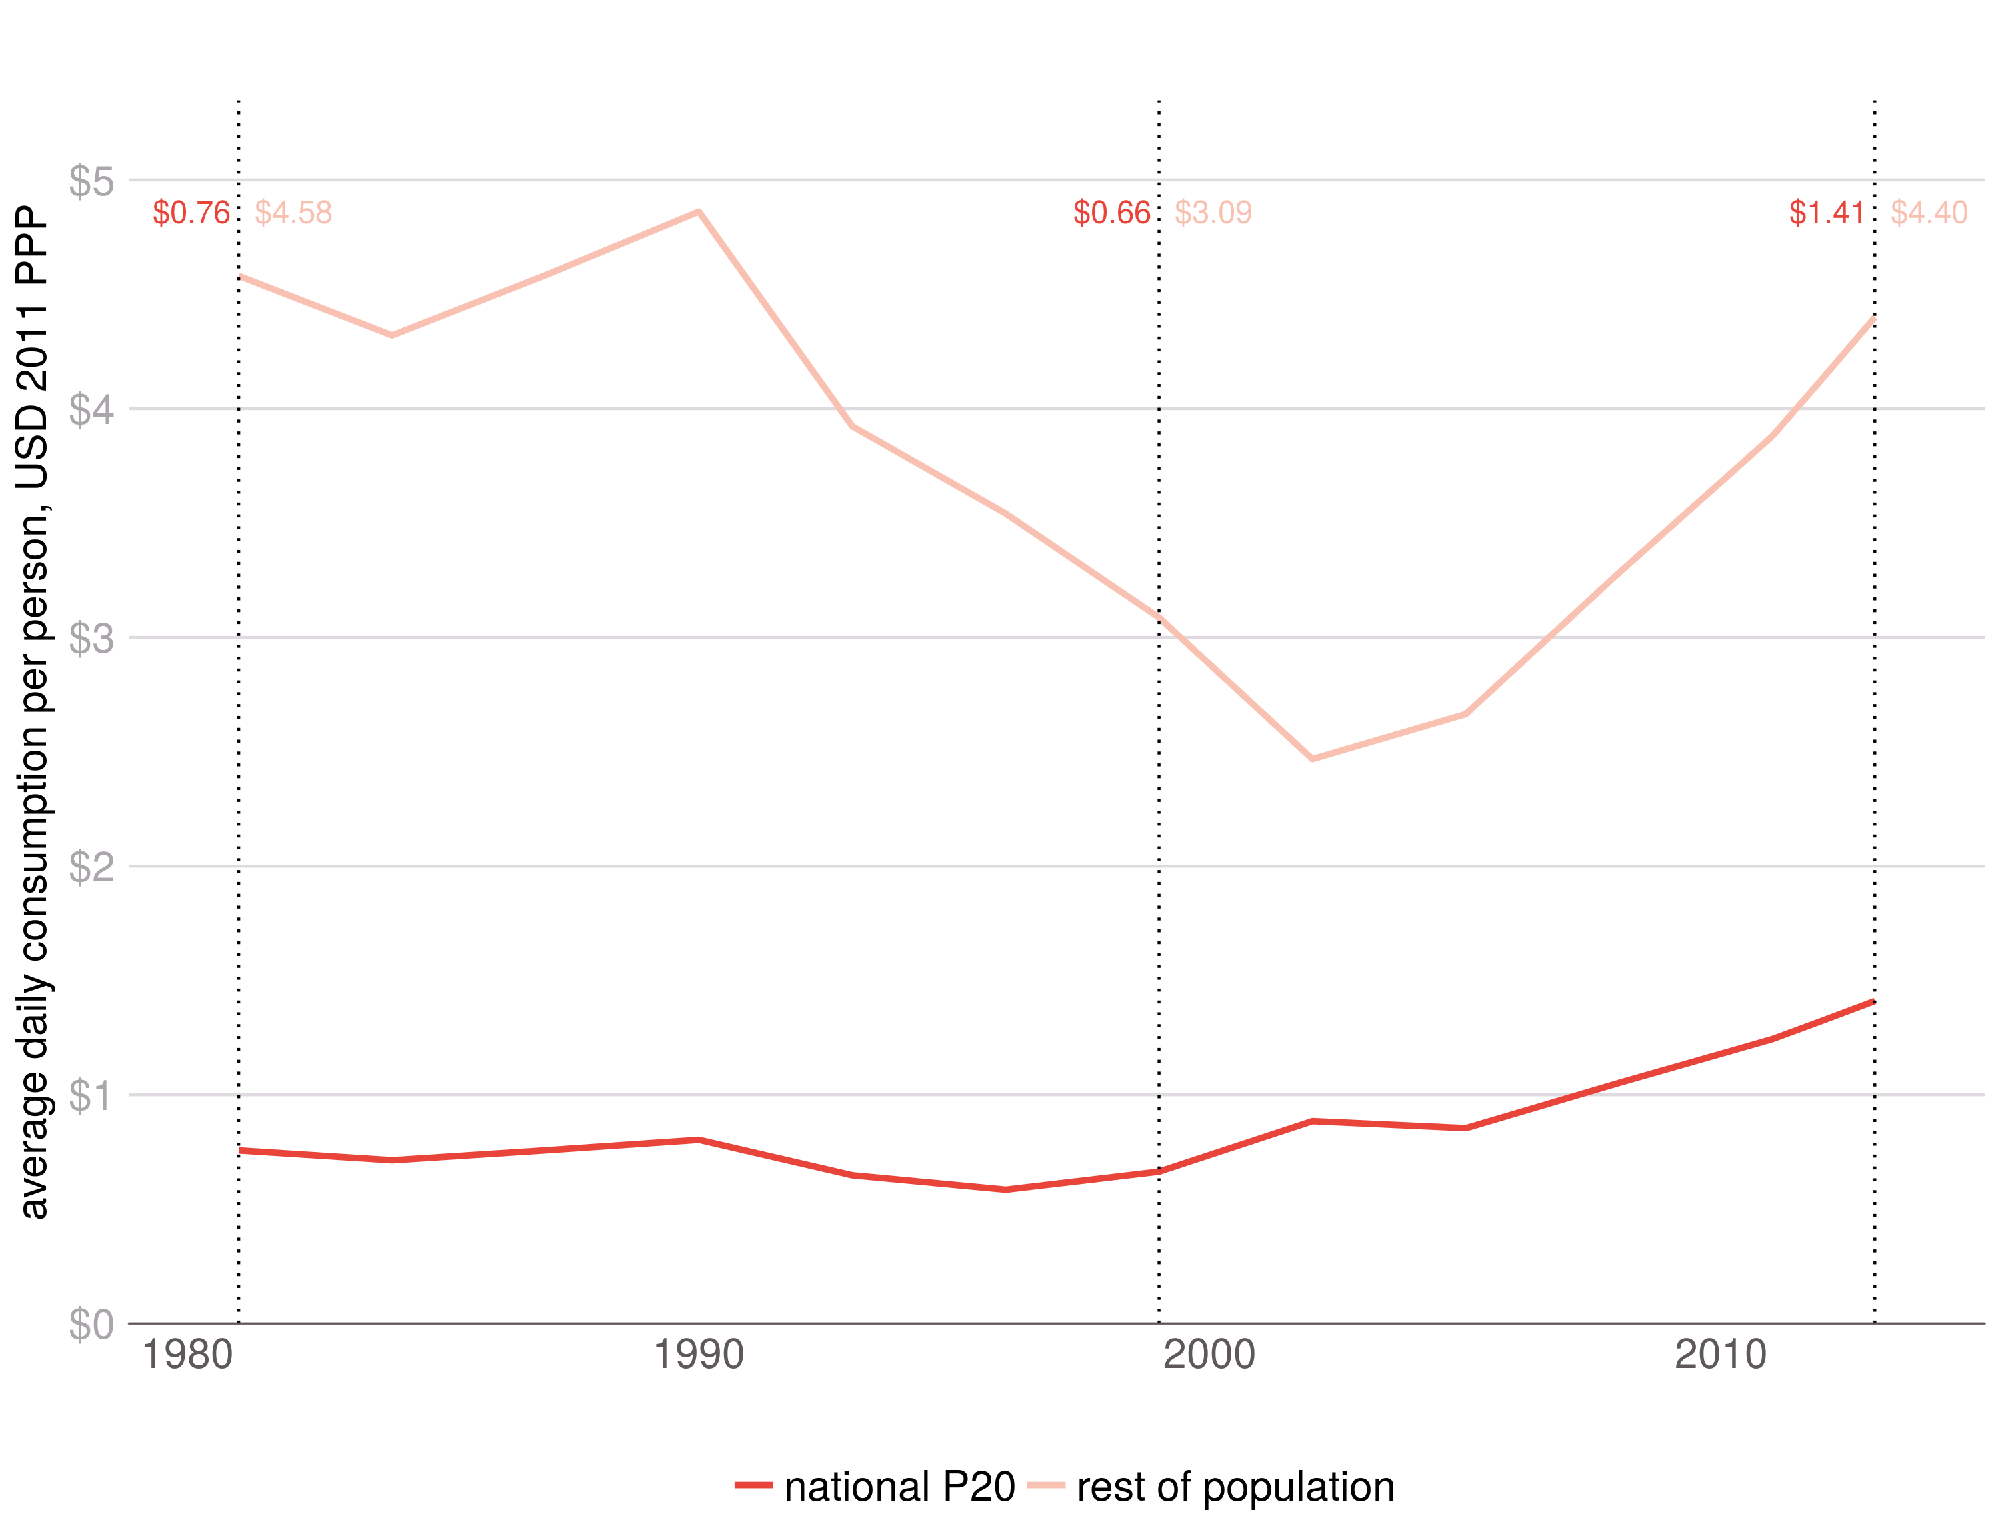 average daily consumption per person, USD 2011 PPP
$5
$0.76 $4.58 $0.66 $3.09 $1.41 $4.40
$4
$3
$2
$1
$0
1980 1990 2000 2010
national P20 rest of population